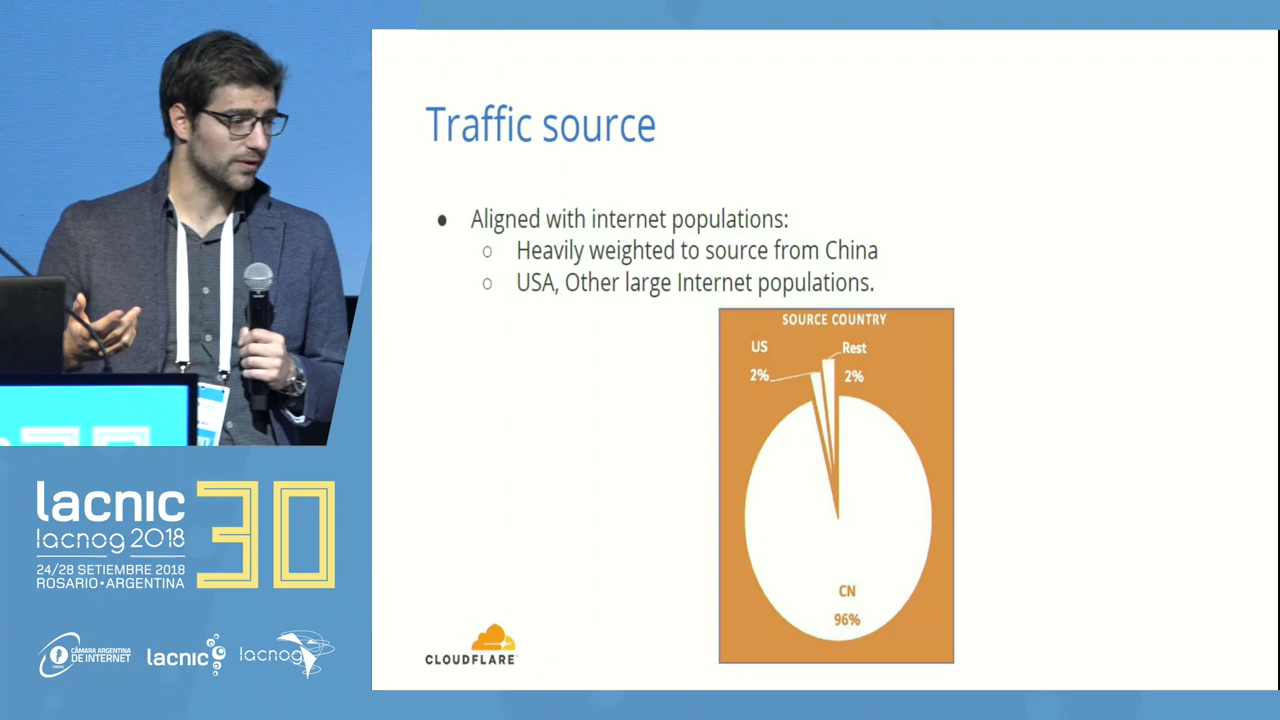 Traffic source
● Aligned with internet populations:
○ Heavily weighted to source from China
○ USA, Other large Internet populations.
SOURCE COUNTRY
US
2%
Rest
2%
CN
96%
CLOUDFLARE
lacnic 30
lacnog 2018
24/28 SETIEMBRE 2018
ROSARIO•ARGENTINA
CÁMARA ARGENTINA
DE INTERNET
lacnic
lacnog